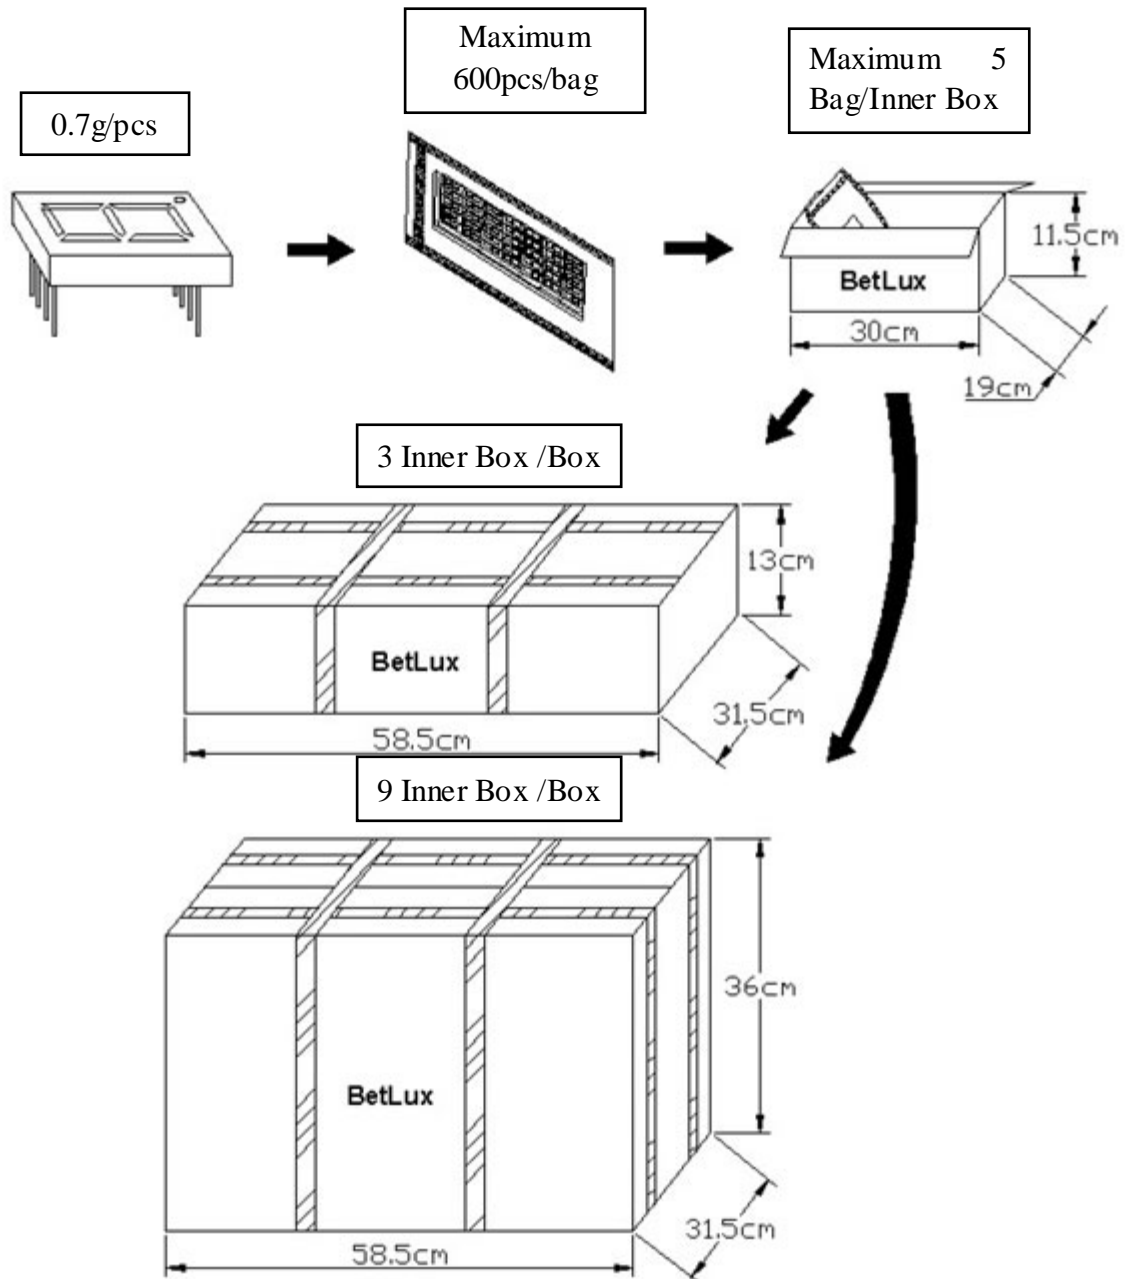 Maximum
600pcs/bag
Maximum 5
Bag/Inner Box
0.7g/pcs
11.5cm
BetLux
30cm
19cm
3 Inner Box /Box
13cm
BetLux
31.5cm
58.5cm
9 Inner Box /Box
36cm
BetLux
31.5cm
58.5cm